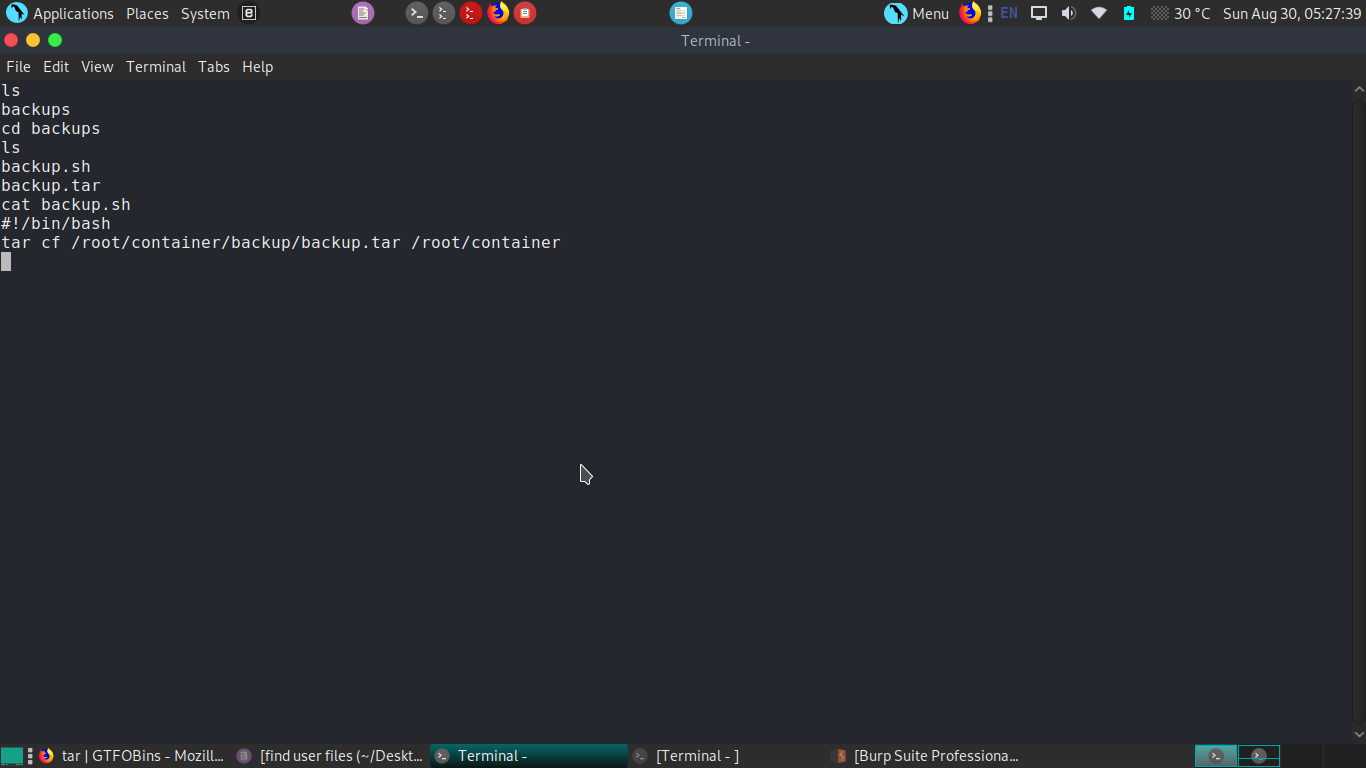 Applications Places System Menu EN 30 °C Sun Aug 30, 05:27:39
Terminal -
File Edit View Terminal Tabs Help
ls
backups
cd backups
ls
backup.sh
backup.tar
cat backup.sh
#!/bin/bash
tar cf /root/container/backup/backup.tar /root/container
tar | GTFOBins - Mozill... [find user files (~/Deskt... Terminal - [Terminal - ] [Burp Suite Professiona...